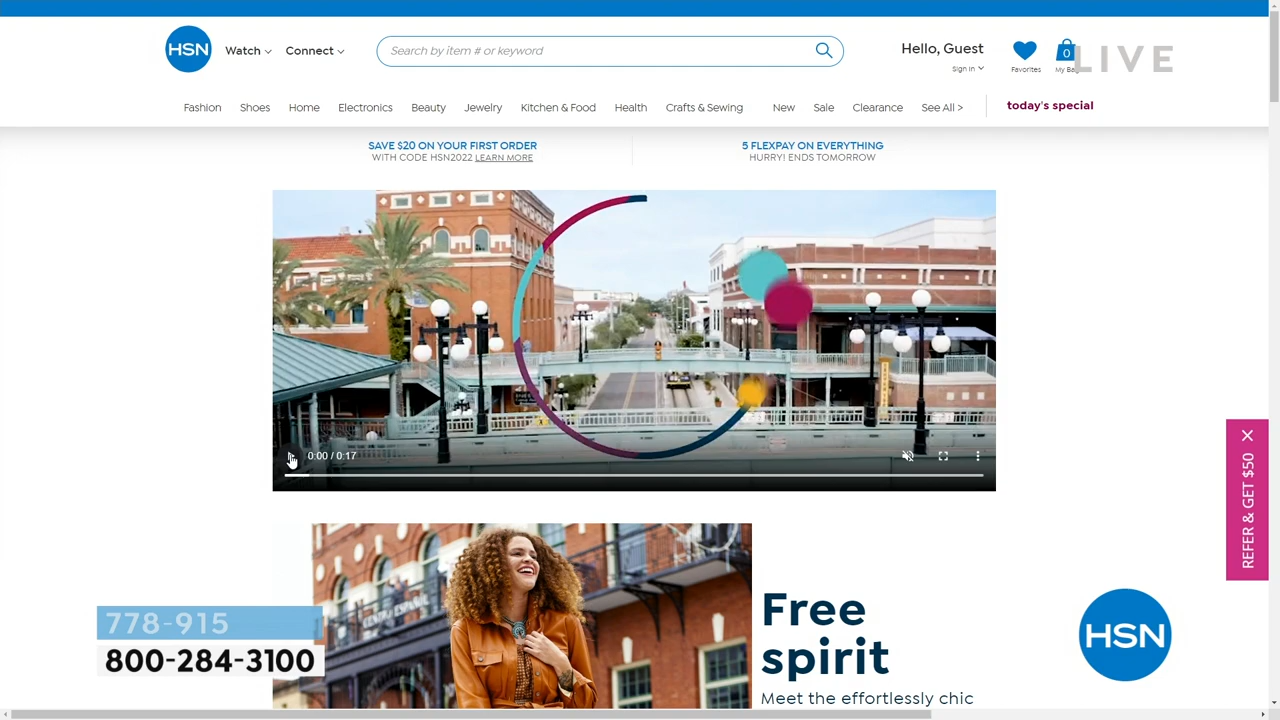 HSN
Watch
Connect
Search by item # or keyword
Hello, Guest
Sign In
Favorites
0
My Ba
LIVE
Fashion
Shoes
Home
Electronics
Beauty
Jewelry
Kitchen & Food
Health
Crafts & Sewing
New
Sale
Clearance
See All >
today's special
SAVE $20 ON YOUR FIRST ORDER
WITH CODE HSN2022 LEARN MORE
5 FLEXPAY ON EVERYTHING
HURRY! ENDS TOMORROW
0:00 / 0:17
REFER & GET $50
778-915
800-284-3100
Free
spirit
Meet the effortlessly chic
HSN